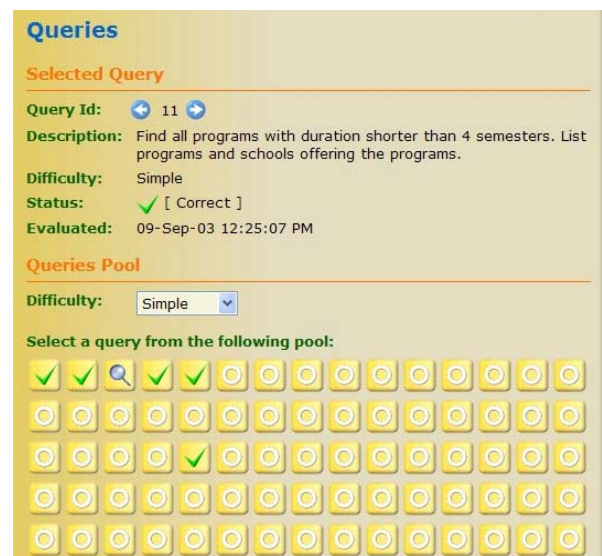 Queries
Selected Query
Query Id: 11
Description: Find all programs with duration shorter than 4 semesters. List
programs and schools offering the programs.
Difficulty: Simple
Status: [ Correct ]
Evaluated: 09-Sep-03 12:25:07 PM
Queries Pool
Difficulty: Simple
Select a query from the following pool: